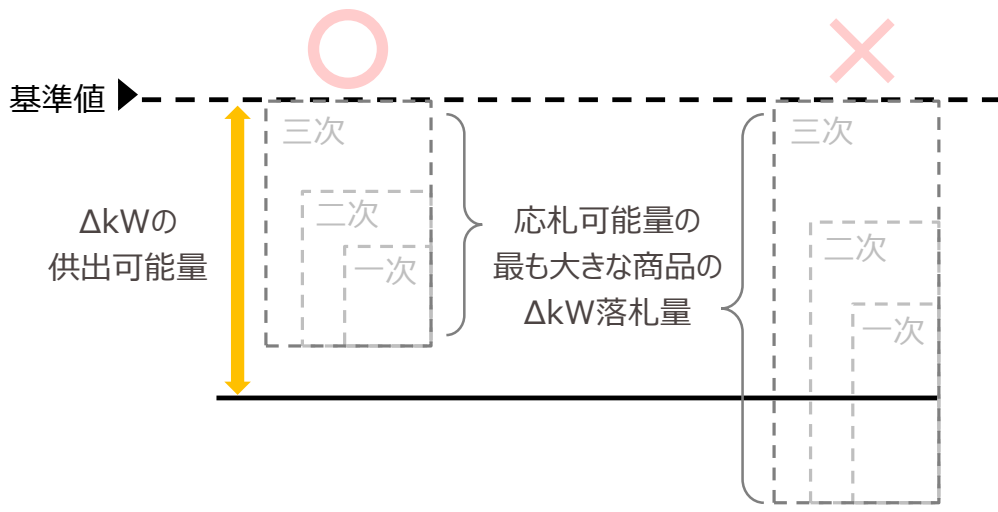 基準値
三次
二次
一次
ΔkWの
供出可能量
応札可能量の
最も大きな商品の
ΔkW落札量
三次
二次
一次